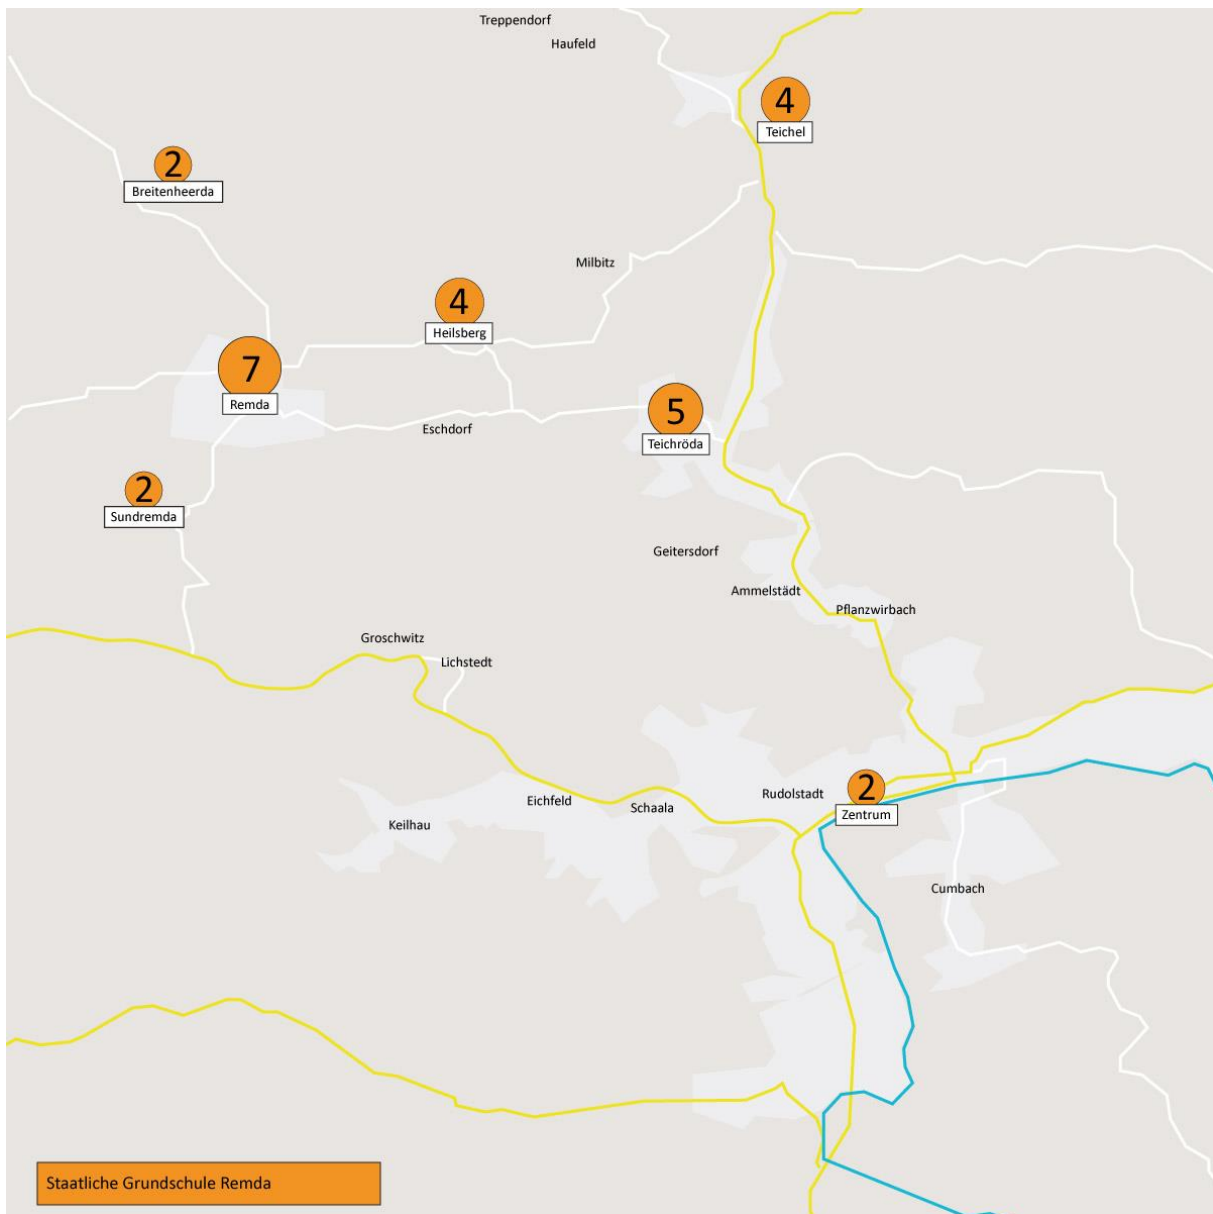 Treppendorf
Haufeld
4
Teichel
2
Breitenheerda
Milbitz
4
Heilsberg
7
Remda
5
Teichröda
Eschdorf
2
Sundremda
Geitersdorf
Ammelstädt
Pflanzwirbach
Groschwitz
Lichstedt
2
Zentrum
Rudolstadt
Eichfeld
Schaala
Keilhau
Cumbach
Staatliche Grundschule Remda